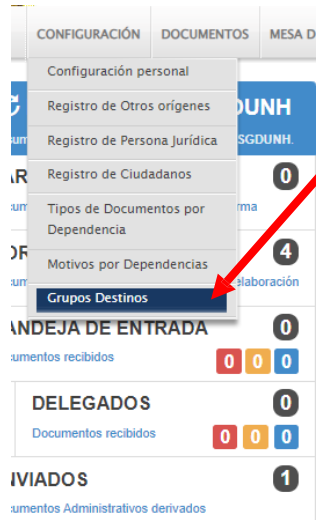 CONFIGURACIÓN DOCUMENTOS MESA D
Configuración personal
Registro de Otros orígenes
DUNH
Registro de Persona Jurídica
SGDUNH.
Registro de Ciudadanos
0
Tipos de Documentos por
Dependencia
Motivos por Dependencias
4
elaboración
Grupos Destinos
ANDEJA DE ENTRADA 0
cumentos recibidos 0 0 0
DELEGADOS 0
Documentos recibidos 0 0 0
NVIADOS 1
cumentos Administrativos derivados